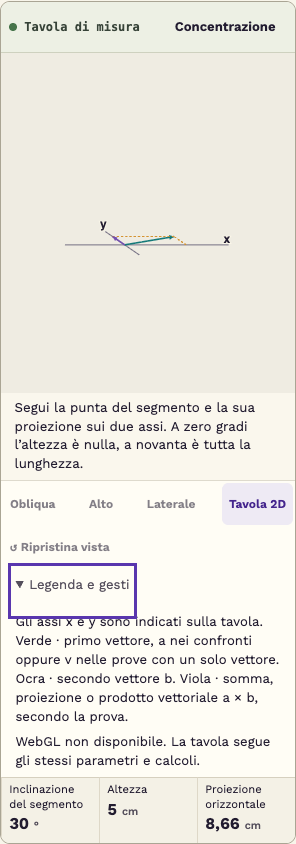 Tavola di misura
Concentrazione
y
x
Segui la punta del segmento e la sua
proiezione sui due assi. A zero gradi
l'altezza è nulla, a novanta è tutta la
lunghezza.
Obliqua
Alto
Laterale
Tavola 2D
↺ Ripristina vista
▼ Legenda e gesti
Gli assi x e y sono indicati sulla tavola.
Verde · primo vettore, a nei confronti
oppure v nelle prove con un solo vettore.
Ocra · secondo vettore b. Viola · somma,
proiezione o prodotto vettoriale a × b,
secondo la prova.
WebGL non disponibile. La tavola segue
gli stessi parametri e calcoli.
Inclinazione
del segmento
30 °
Altezza
5 cm
Proiezione
orizzontale
8,66 cm